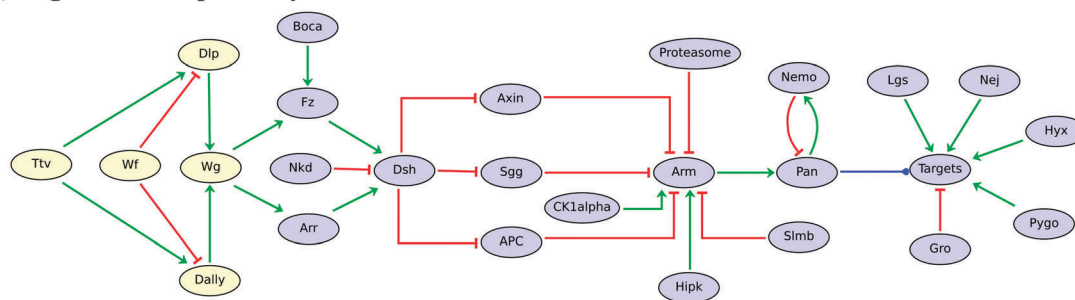 Boca
Dlp
Proteasome
Nemo
Lgs
Nej
Fz
Axin
Hyx
Ttv
Wf
Wg
Nkd
Dsh
Sgg
Arm
Pan
Targets
CK1alpha
Arr
APC
Slmb
Gro
Pygo
Dally
Hipk